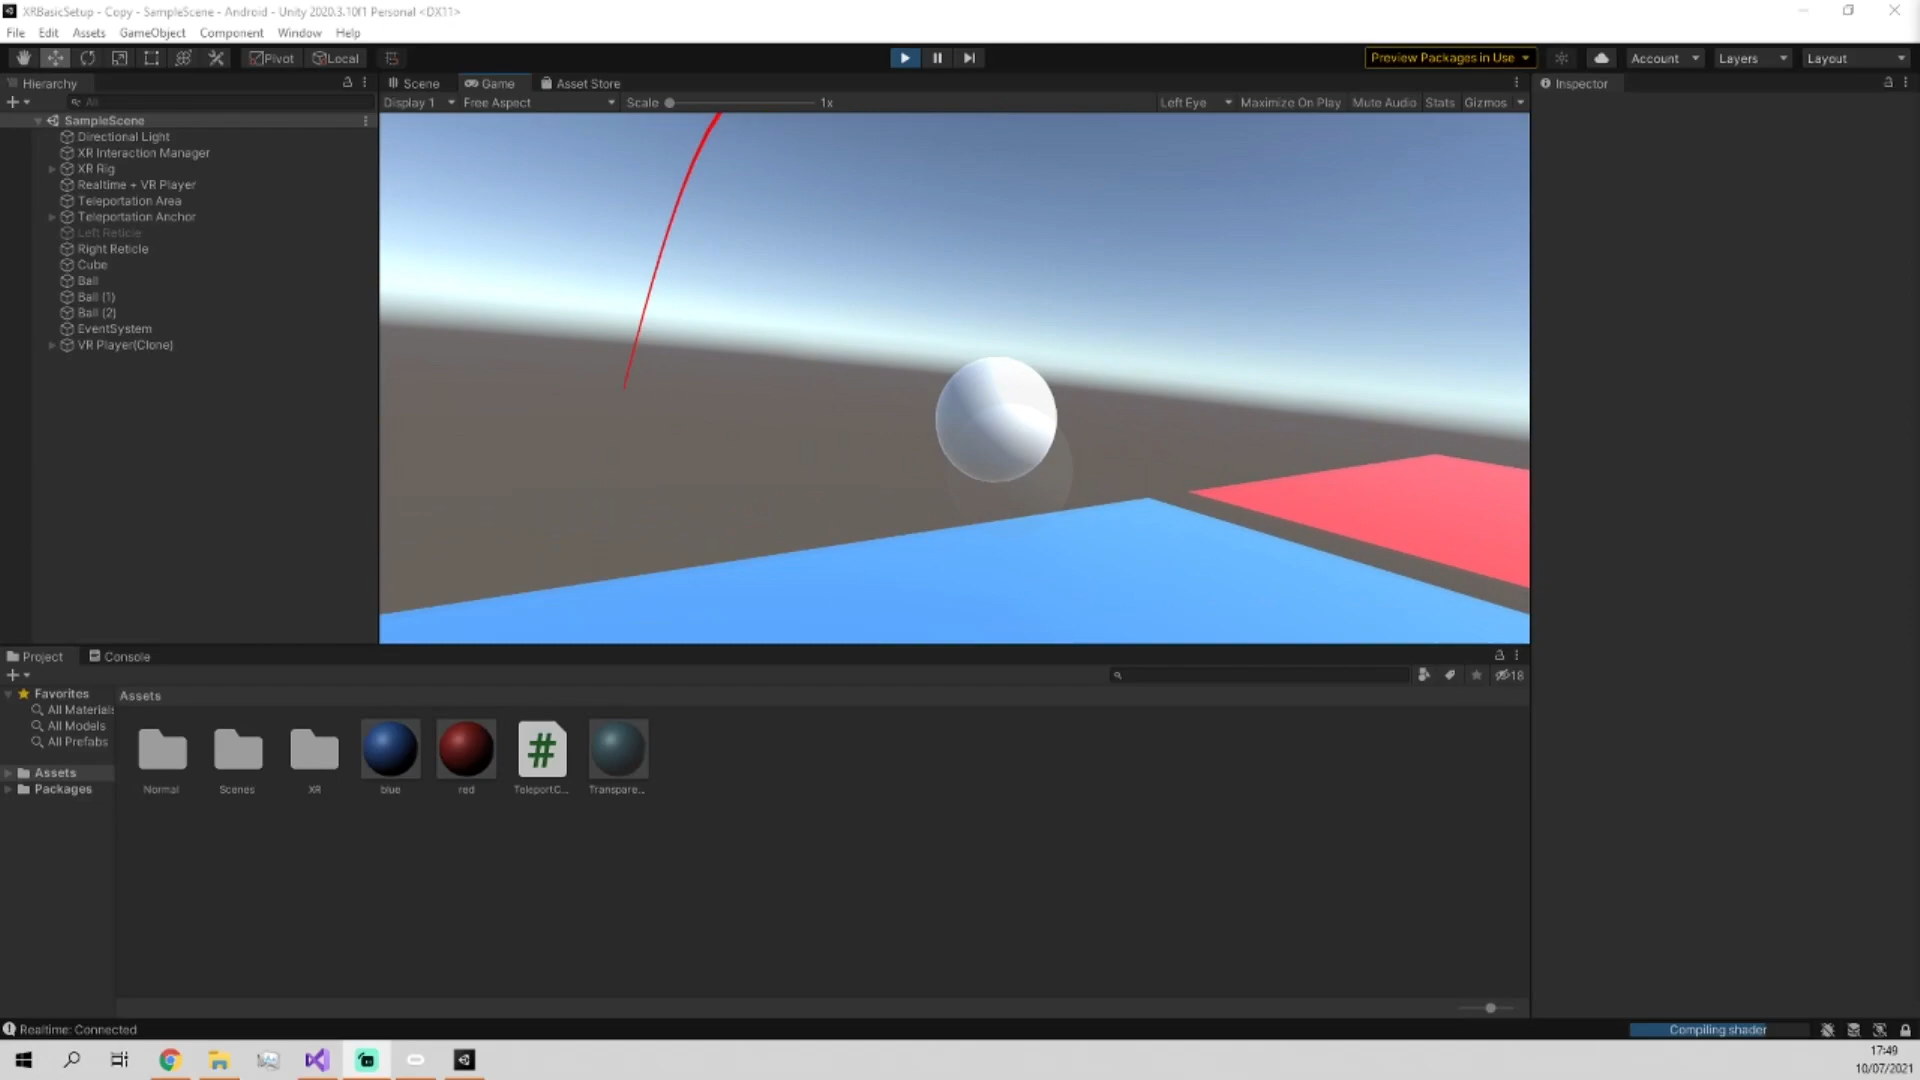 XRBasicSetup - Copy - SampleScene - Android - Unity 2020.3.10f1 Personal <DX11>
File Edit Assets GameObject Component Window Help
Pivot Local Preview Packages in Use Account Layers Layout
Hierarchy Scene Game Asset Store Inspector
All Display 1 Free Aspect Scale 1x Left Eye Maximize On Play Mute Audio Stats Gizmos
SampleScene
Directional Light
XR Interaction Manager
XR Rig
Realtime + VR Player
Teleportation Area
Teleportation Anchor
Left Reticle
Right Reticle
Cube
Ball
Ball (1)
Ball (2)
EventSystem
VR Player(Clone)
Project Console
18
Favorites
All Materials
All Models
All Prefabs
Assets
Packages
Assets
Normal Scenes XR blue red TeleportC... Transpare...
Realtime: Connected Compiling shader
17:49
10/07/2021